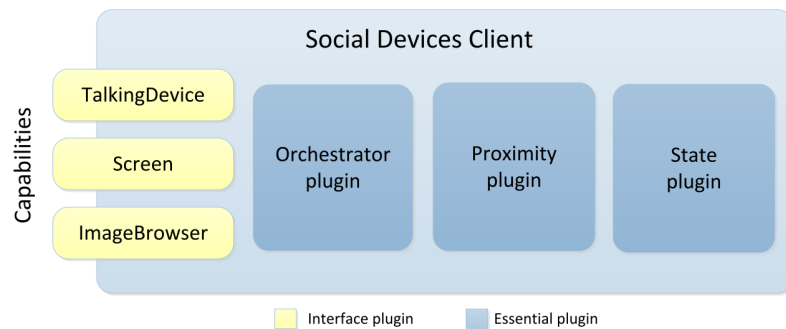 Social Devices Client
Capabilities
TalkingDevice
Screen
ImageBrowser
Orchestrator
plugin
Proximity
plugin
State
plugin
Interface plugin
Essential plugin